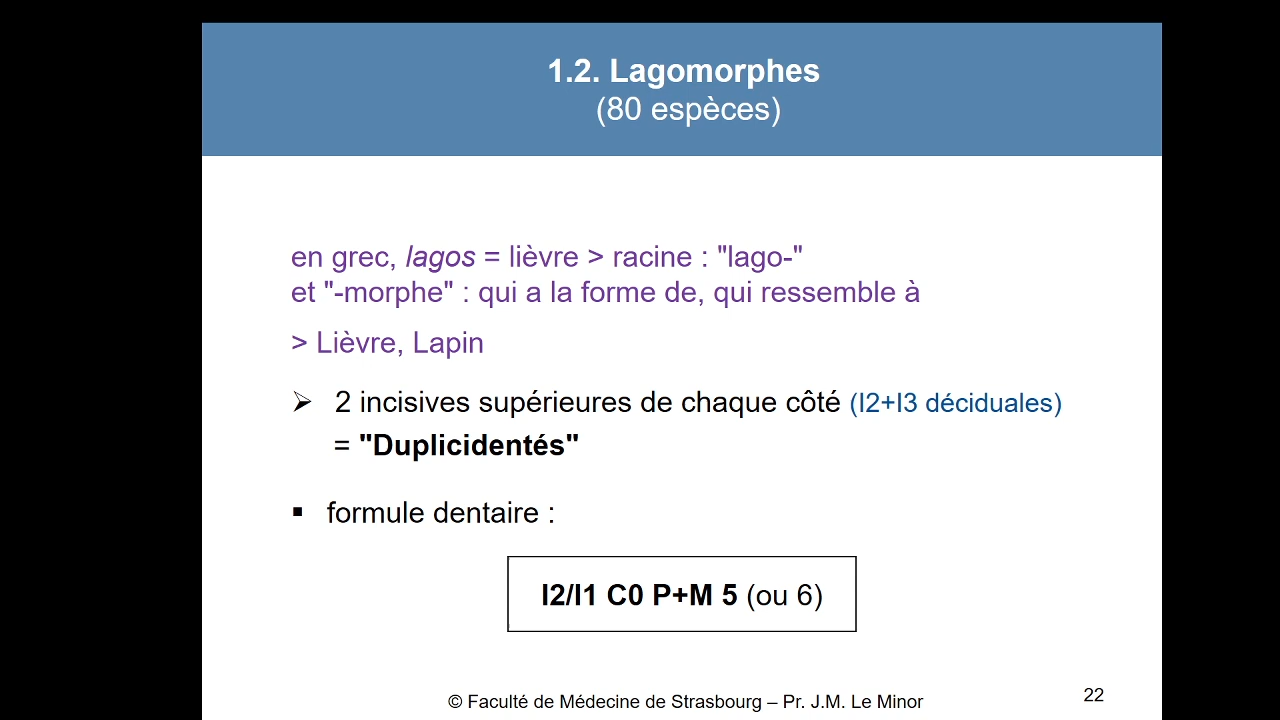 1.2. Lagomorphes
(80 espèces)
en grec, lagos = lièvre > racine : "lago-"
et "-morphe" : qui a la forme de, qui ressemble à
> Lièvre, Lapin
➢ 2 incisives supérieures de chaque côté (I2+I3 déciduales)
= "Duplicidentés"
▪ formule dentaire :
I2/I1 C0 P+M 5 (ou 6)
© Faculté de Médecine de Strasbourg – Pr. J.M. Le Minor
22